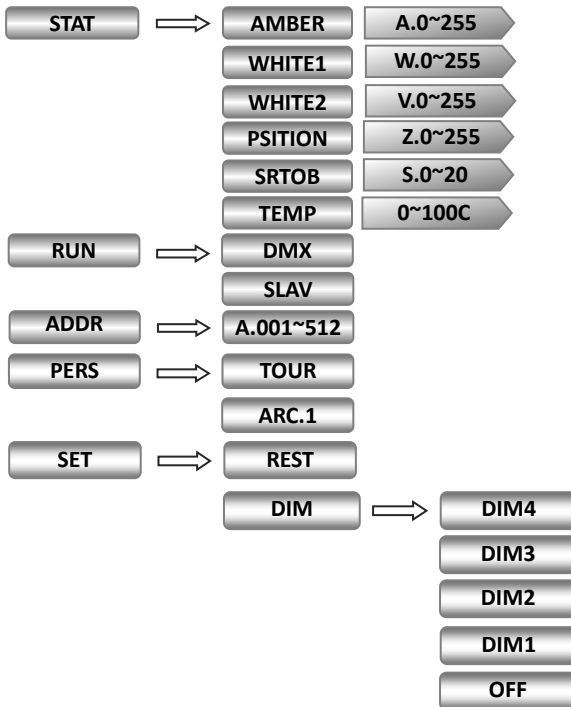 STAT AMBER A.0~255
WHITE1 W.0~255
WHITE2 V.0~255
PSITION Z.0~255
SRTOB S.0~20
TEMP 0~100C
RUN DMX
SLAV
ADDR A.001~512
PERS TOUR
ARC.1
SET REST
DIM DIM4
DIM3
DIM2
DIM1
OFF